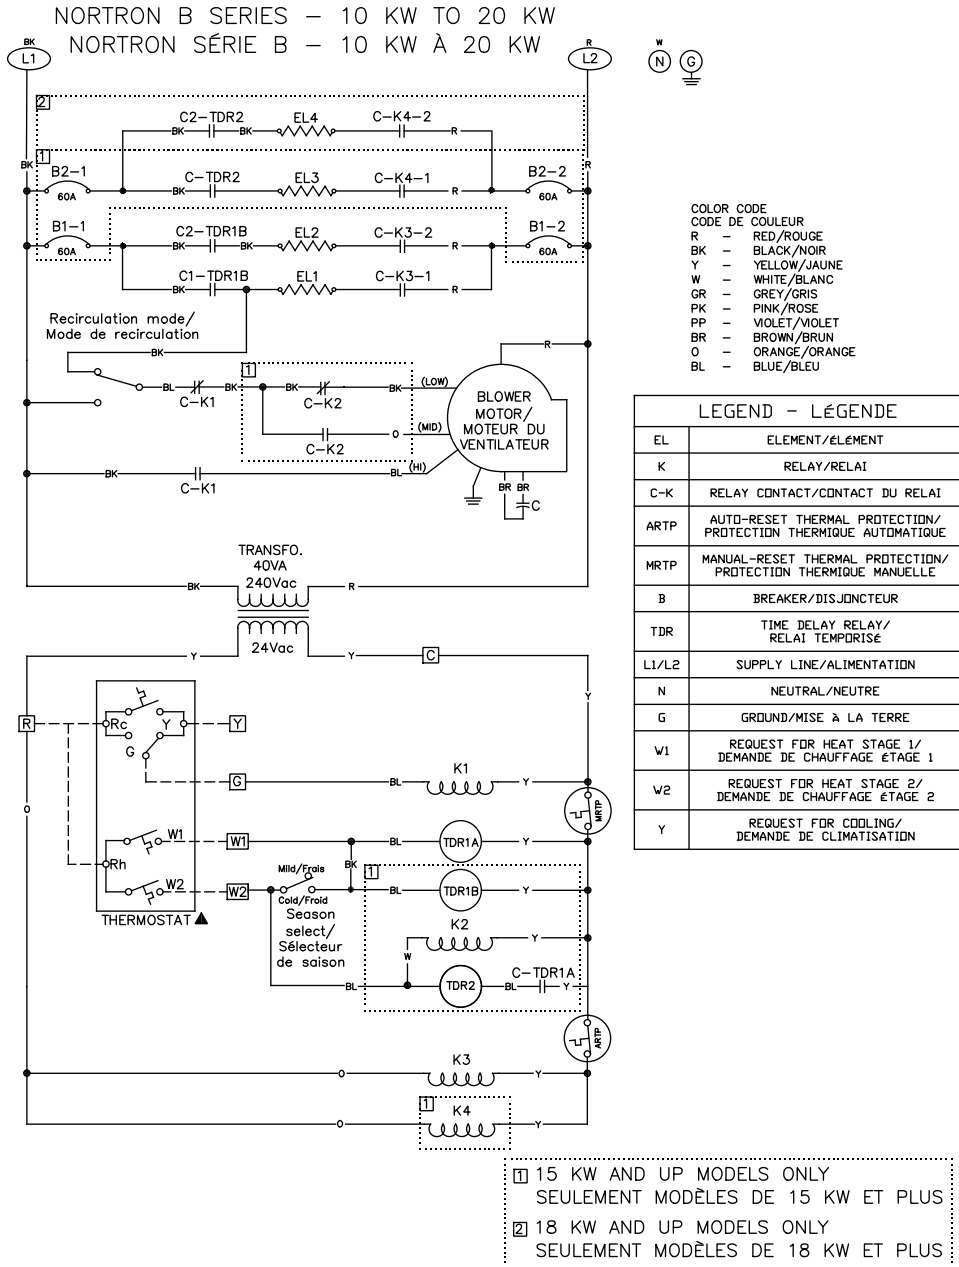 NORTRON B SERIES – 10 KW TO 20 KW
NORTRON SÉRIE B – 10 KW À 20 KW
BK
L1
R
L2
W
N
G
2
C2-TDR2
EL4
C-K4-2
BK
BK
R
1
BK
R
B2-1
60A
C-TDR2
EL3
C-K4-1
B2-2
60A
BK
R
B1-1
60A
C2-TDR1B
EL2
C-K3-2
B1-2
60A
BK
BK
R
C1-TDR1B
EL1
C-K3-1
BK
R
COLOR CODE
CODE DE COULEUR
R – RED/ROUGE
BK – BLACK/NOIR
Y – YELLOW/JAUNE
W – WHITE/BLANC
GR – GREY/GRIS
PK – PINK/ROSE
PP – VIOLET/VIOLET
BR – BROWN/BRUN
O – ORANGE/ORANGE
BL – BLUE/BLEU
Recirculation mode/
Mode de recirculation
BK
R
1
BL
BK
BK
BK
(LOW)
C-K1
C-K2
O
(MID)
C-K2
BLOWER
MOTOR/
MOTEUR DU
VENTILATEUR
BK
BL
(HI)
C-K1
BR
BR
C
LEGEND – LÉGENDE
EL ELEMENT/ÉLÉMENT
K RELAY/RELAI
C-K RELAY CONTACT/CONTACT DU RELAI
ARTP AUTO-RESET THERMAL PROTECTION/
PROTECTION THERMIQUE AUTOMATIQUE
MRTP MANUAL-RESET THERMAL PROTECTION/
PROTECTION THERMIQUE MANUELLE
B BREAKER/DISJONCTEUR
TDR TIME DELAY RELAY/
RELAI TEMPORISÉ
L1/L2 SUPPLY LINE/ALIMENTATION
N NEUTRAL/NEUTRE
G GROUND/MISE À LA TERRE
W1 REQUEST FOR HEAT STAGE 1/
DEMANDE DE CHAUFFAGE ÉTAGE 1
W2 REQUEST FOR HEAT STAGE 2/
DEMANDE DE CHAUFFAGE ÉTAGE 2
Y REQUEST FOR COOLING/
DEMANDE DE CLIMATISATION
TRANSFO.
40VA
240Vac
BK
R
24Vac
Y
Y
C
Y
R
Rc
Y
Y
G
G
BL
K1
Y
MRTP
O
W1
W1
BL
TDR1A
Y
BK
Rh
W2
W2
Mild/Frais
Cold/Froid
Season
select/
Sélecteur
de saison
1
BL
TDR1B
Y
K2
Y
W
BL
TDR2
BL
C-TDR1A
Y
THERMOSTAT
ARTP
O
K3
Y
1
O
K4
Y
1 15 KW AND UP MODELS ONLY
SEULEMENT MODÈLES DE 15 KW ET PLUS
2 18 KW AND UP MODELS ONLY
SEULEMENT MODÈLES DE 18 KW ET PLUS